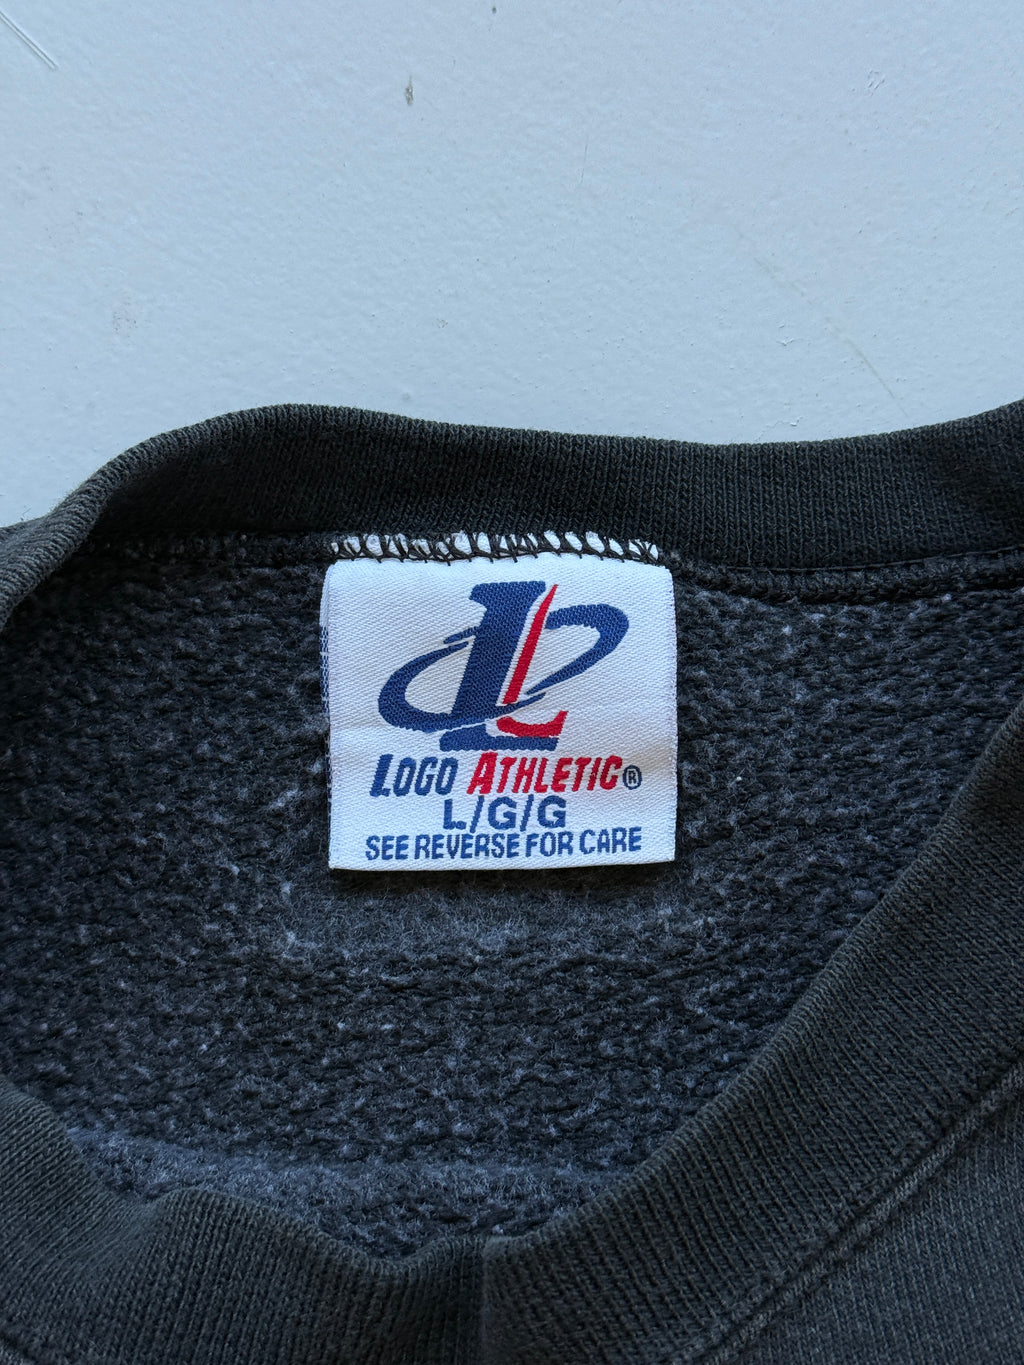 L
LOGO ATHLETIC®
L/G/G
SEE REVERSE FOR CARE